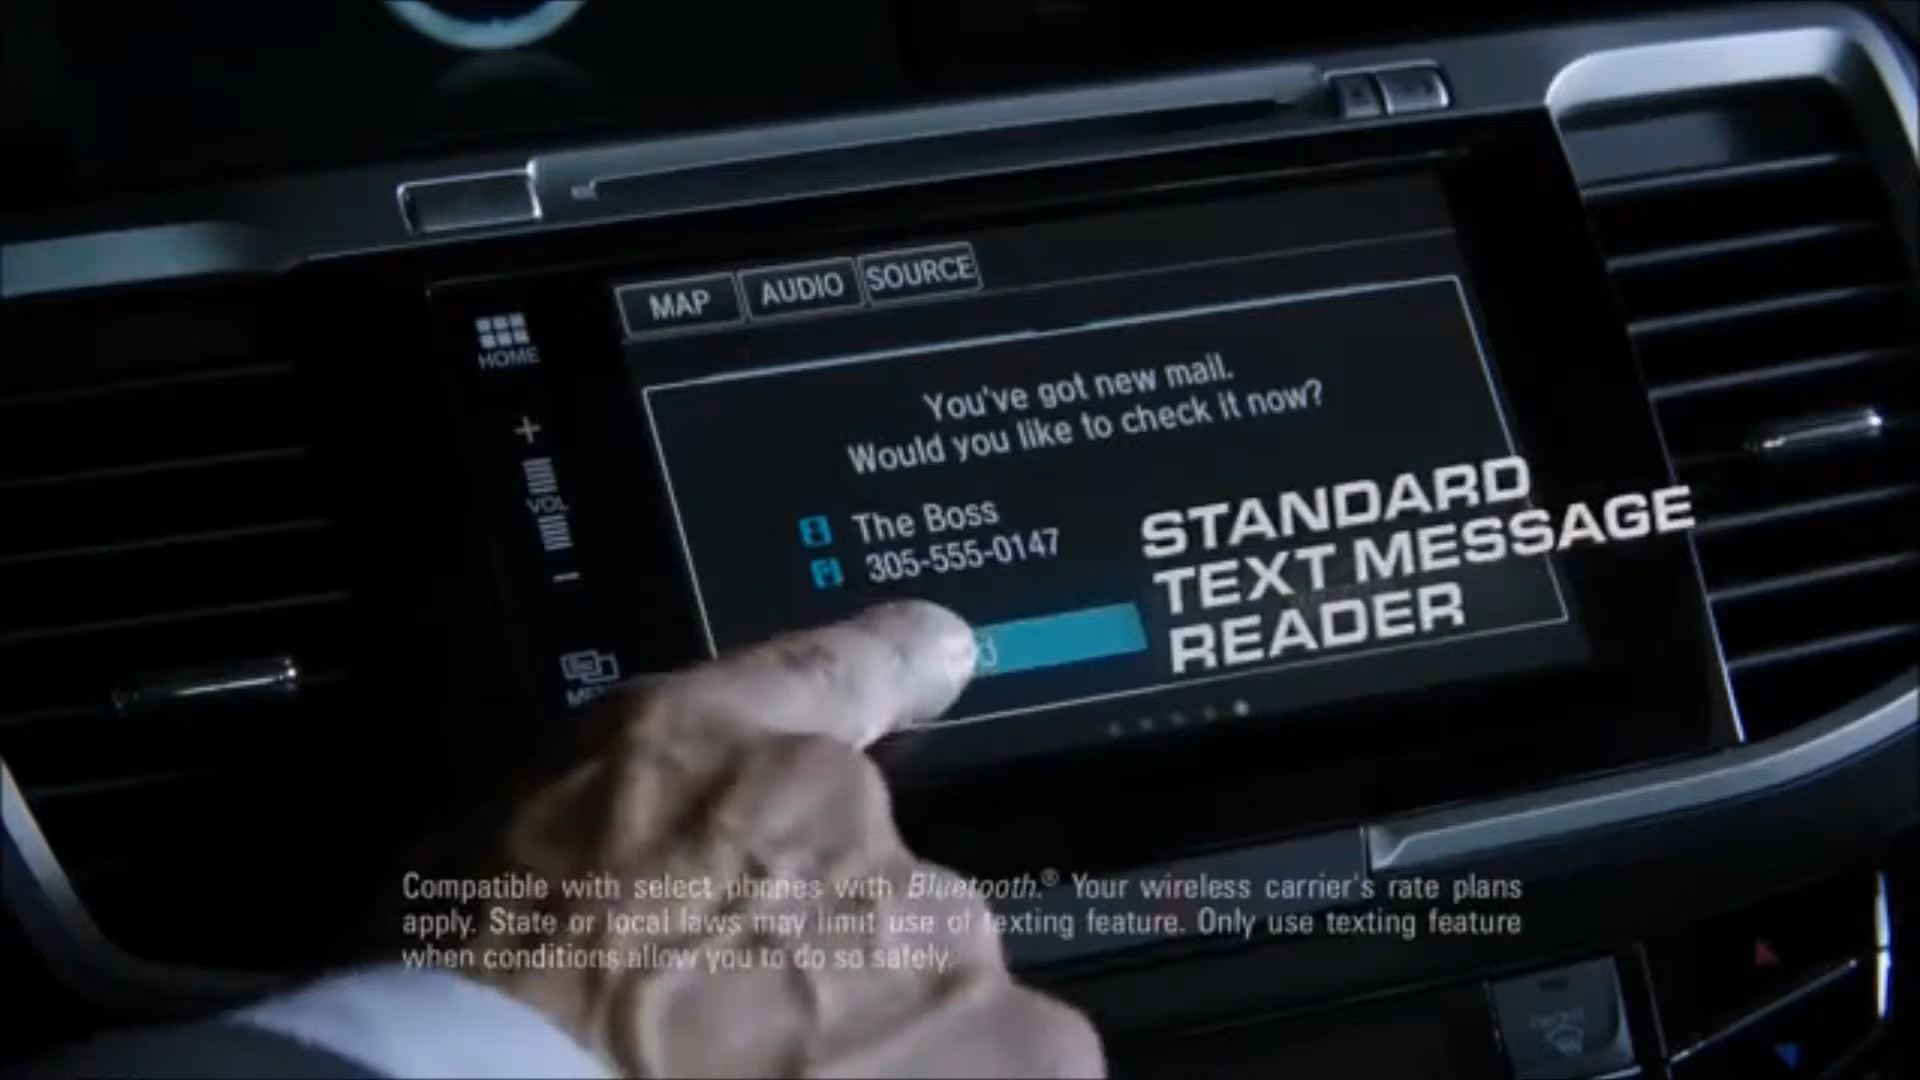 MAP AUDIO SOURCE
HOME
You've got new mail.
Would you like to check it now?
+
VOL
The Boss
305-555-0147
STANDARD
TEXT MESSAGE
READER
Compatible with select phones with Bluetooth.® Your wireless carrier's rate plans
apply. State or local laws may limit use of texting feature. Only use texting feature
when conditions allow you to do so safely.